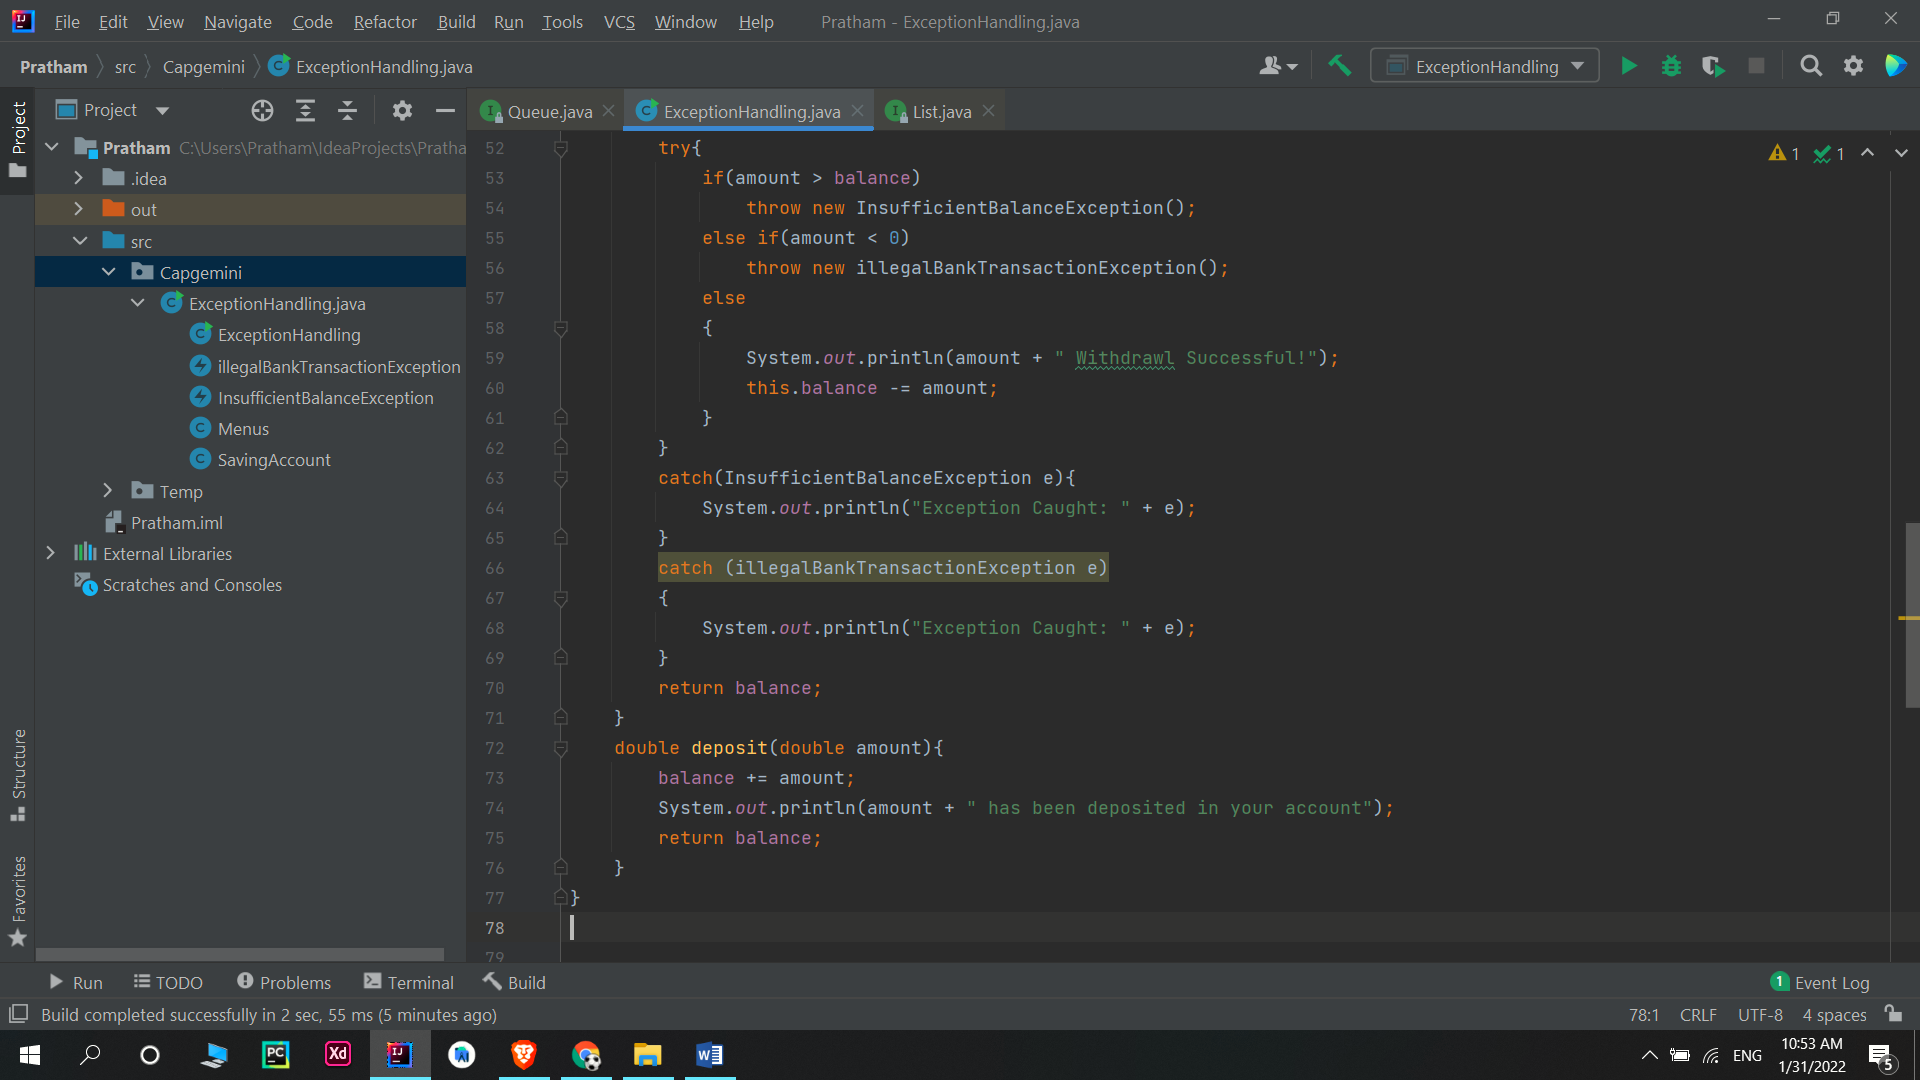 File Edit View Navigate Code Refactor Build Run Tools VCS Window Help Pratham - ExceptionHandling.java
Pratham src Capgemini ExceptionHandling.java ExceptionHandling
Project
Queue.java ExceptionHandling.java List.java
Project
Pratham C:\Users\Pratham\IdeaProjects\Pratha
.idea
out
src
Capgemini
ExceptionHandling.java
ExceptionHandling
illegalBankTransactionException
InsufficientBalanceException
Menus
SavingAccount
Temp
Pratham.iml
External Libraries
Scratches and Consoles
Structure
Favorites
1 1
52 try{
53 if(amount > balance)
54 throw new InsufficientBalanceException();
55 else if(amount < 0)
56 throw new illegalBankTransactionException();
57 else
58 {
59 System.out.println(amount + " Withdrawl Successful!");
60 this.balance -= amount;
61 }
62 }
63 catch(InsufficientBalanceException e){
64 System.out.println("Exception Caught: " + e);
65 }
66 catch (illegalBankTransactionException e)
67 {
68 System.out.println("Exception Caught: " + e);
69 }
70 return balance;
71 }
72 double deposit(double amount){
73 balance += amount;
74 System.out.println(amount + " has been deposited in your account");
75 return balance;
76 }
77 }
78
79
Run TODO Problems Terminal Build 1 Event Log
Build completed successfully in 2 sec, 55 ms (5 minutes ago) 78:1 CRLF UTF-8 4 spaces
PC Xd IJ W ENG 10:53 AM
1/31/2022 5